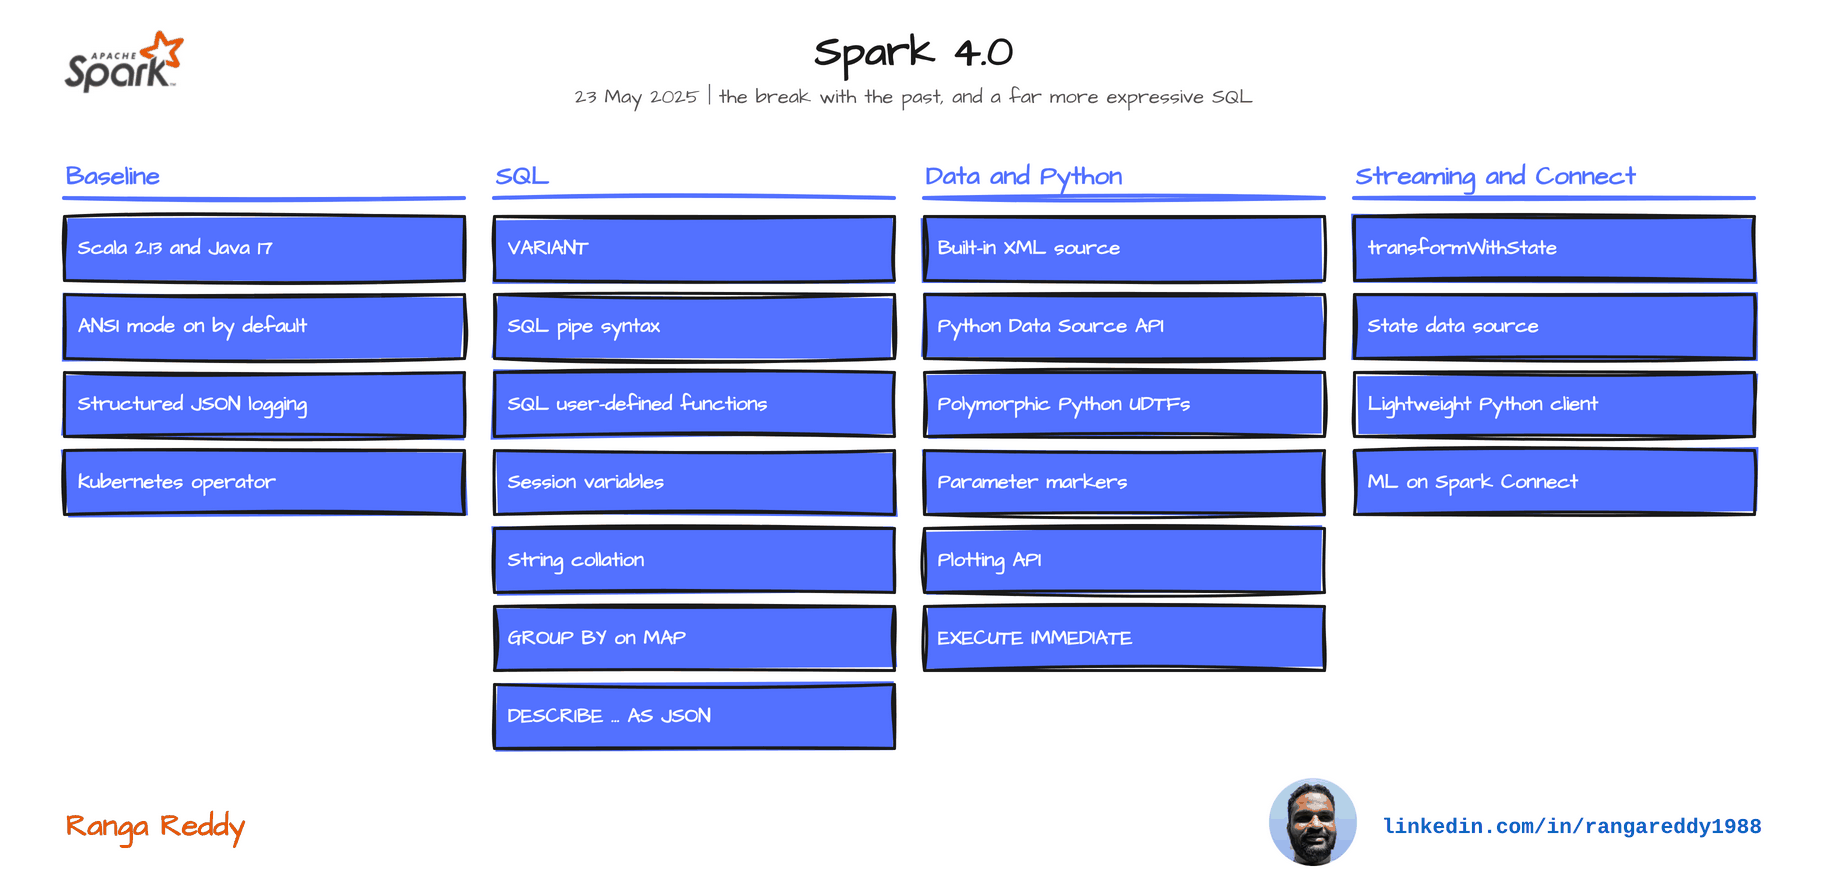 APACHE
Spark
Spark 4.0
23 May 2025 | the break with the past, and a far more expressive SQL
Baseline
Scala 2.13 and Java 17
ANSI mode on by default
Structured JSON logging
Kubernetes operator
SQL
VARIANT
SQL pipe syntax
SQL user-defined functions
Session variables
String collation
GROUP BY on MAP
DESCRIBE ... AS JSON
Data and Python
Built-in XML source
Python Data Source API
Polymorphic Python UDTFs
Parameter markers
Plotting API
EXECUTE IMMEDIATE
Streaming and Connect
transformWithState
State data source
Lightweight Python client
ML on Spark Connect
Ranga Reddy
linkedin.com/in/rangareddy1988